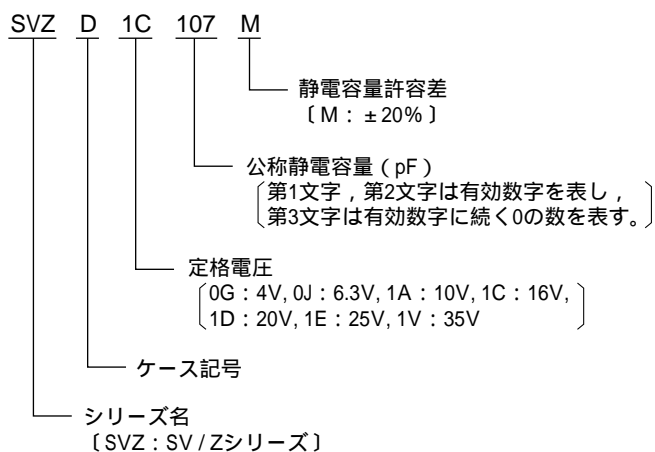 SVZ D 1C 107 M
静電容量許容差
〔M：±20％〕
公称静電容量（pF）
第1文字，第2文字は有効数字を表し，
第3文字は有効数字に続く0の数を表す。
定格電圧
0G：4V, 0J：6.3V, 1A：10V, 1C：16V,
1D：20V, 1E：25V, 1V：35V
ケース記号
シリーズ名
〔SVZ：SV / Zシリーズ〕